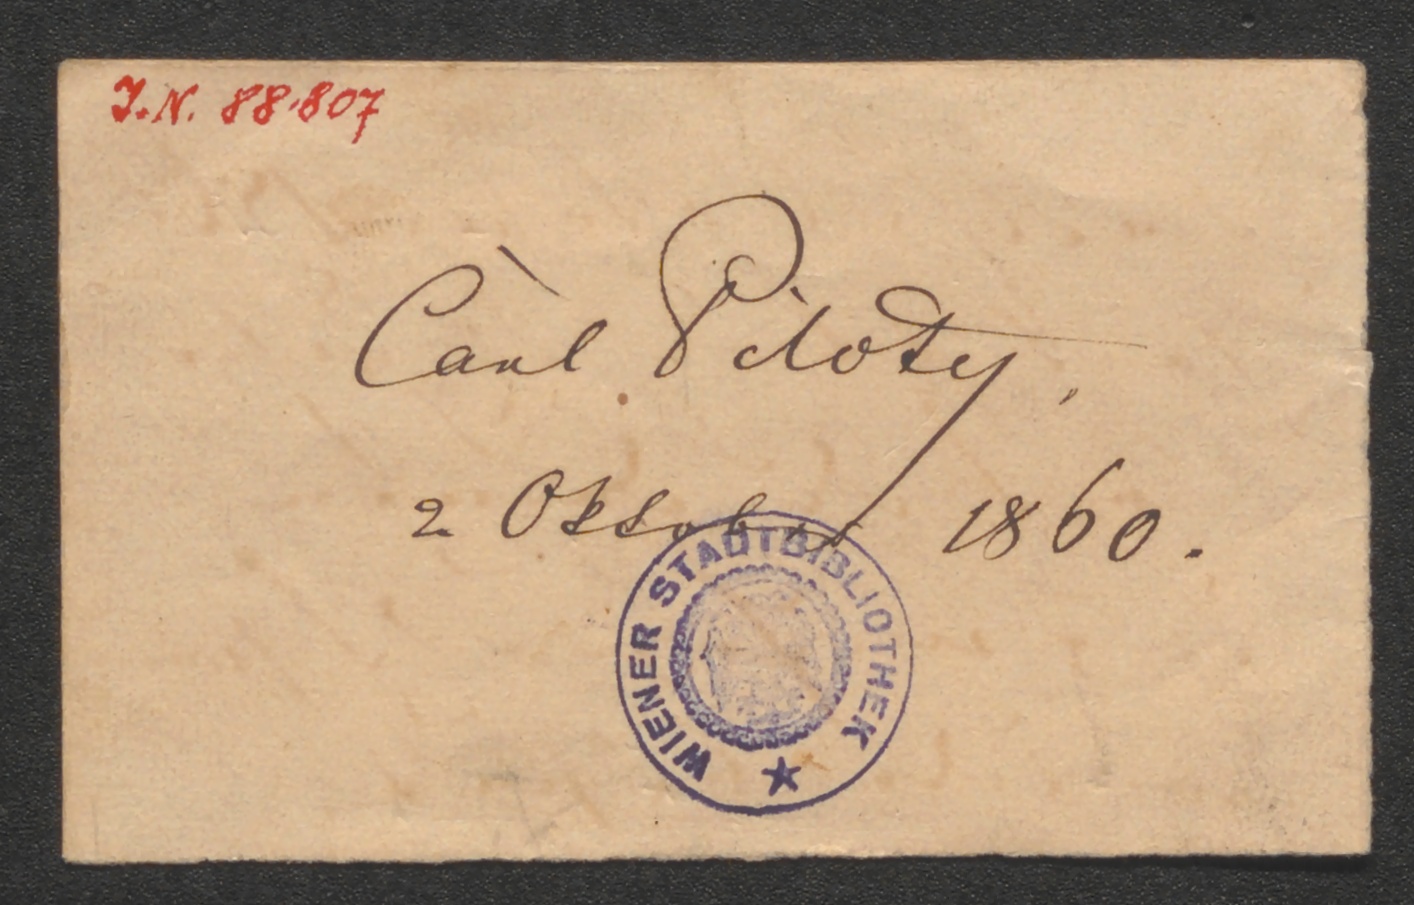 J.N. 88.807
Carl Piloty.
2 Oktober 1860.
WIENER STADTBIBLIOTHEK